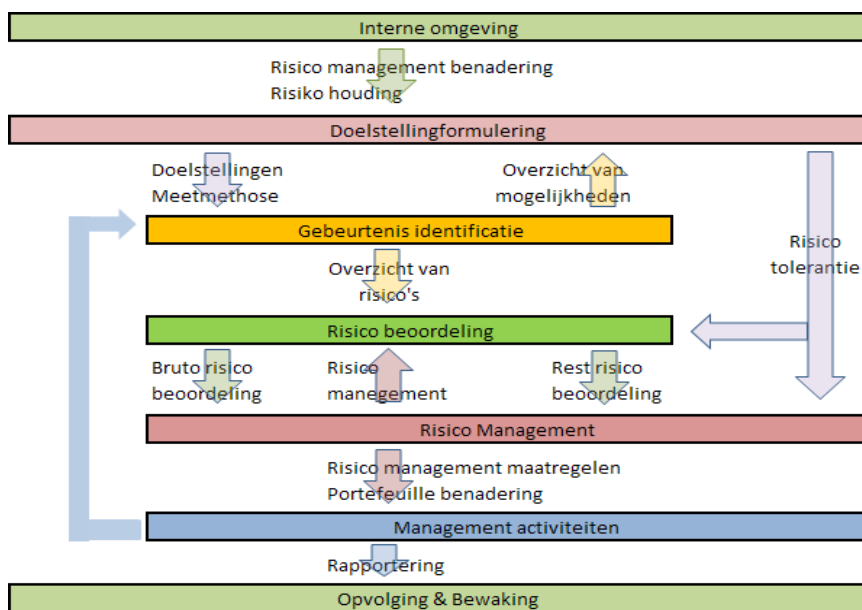 Interne omgeving
Risico management benadering
Risiko houding
Doelstellingformulering
Doelstellingen
Meetmethose
Overzicht van
mogelijkheden
Gebeurtenis identificatie
Risico
tolerantie
Overzicht van
risico's
Risico beoordeling
Bruto risico
beoordeling
Risico
manegement
Rest risico
beoordeling
Risico Management
Risico management maatregelen
Portefeuille benadering
Management activiteiten
Rapportering
Opvolging & Bewaking